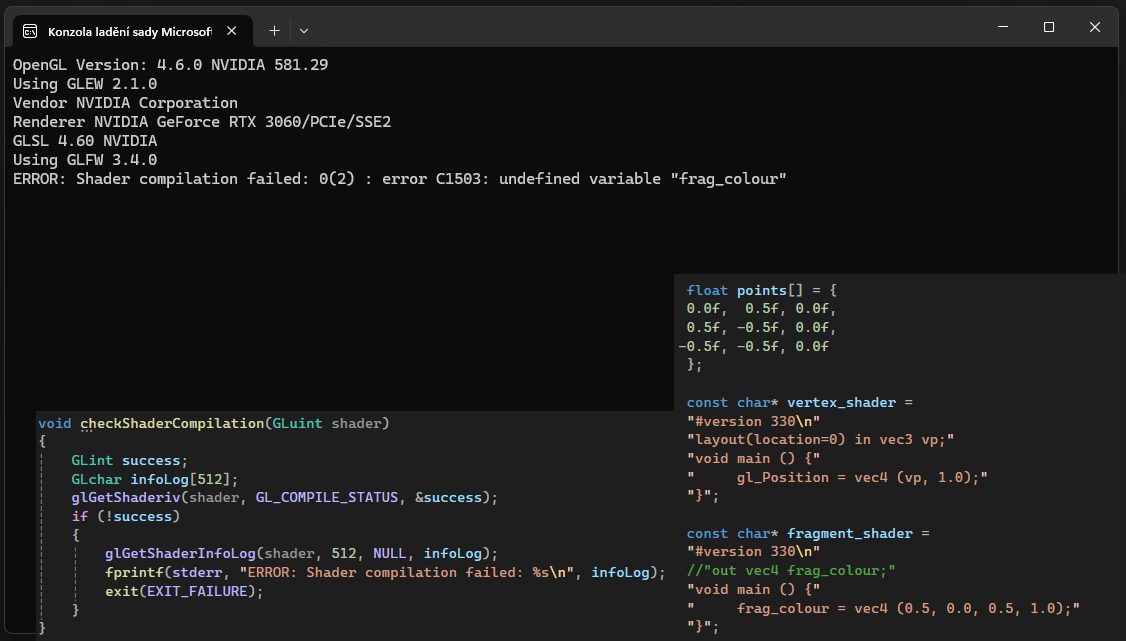 Konzola ladění sady Microsoft
OpenGL Version: 4.6.0 NVIDIA 581.29
Using GLEW 2.1.0
Vendor NVIDIA Corporation
Renderer NVIDIA GeForce RTX 3060/PCIe/SSE2
GLSL 4.60 NVIDIA
Using GLFW 3.4.0
ERROR: Shader compilation failed: 0(2) : error C1503: undefined variable "frag_colour"
void checkShaderCompilation(GLuint shader)
{
    GLint success;
    GLchar infoLog[512];
    glGetShaderiv(shader, GL_COMPILE_STATUS, &success);
    if (!success)
    {
        glGetShaderInfoLog(shader, 512, NULL, infoLog);
        fprintf(stderr, "ERROR: Shader compilation failed: %s\n", infoLog);
        exit(EXIT_FAILURE);
    }
}
float points[] = {
0.0f,  0.5f, 0.0f,
0.5f, -0.5f, 0.0f,
-0.5f, -0.5f, 0.0f
};
const char* vertex_shader =
"#version 330\n"
"layout(location=0) in vec3 vp;"
"void main () {"
"     gl_Position = vec4 (vp, 1.0);"
"}";
const char* fragment_shader =
"#version 330\n"
//"out vec4 frag_colour;"
"void main () {"
"     frag_colour = vec4 (0.5, 0.0, 0.5, 1.0);"
"}";